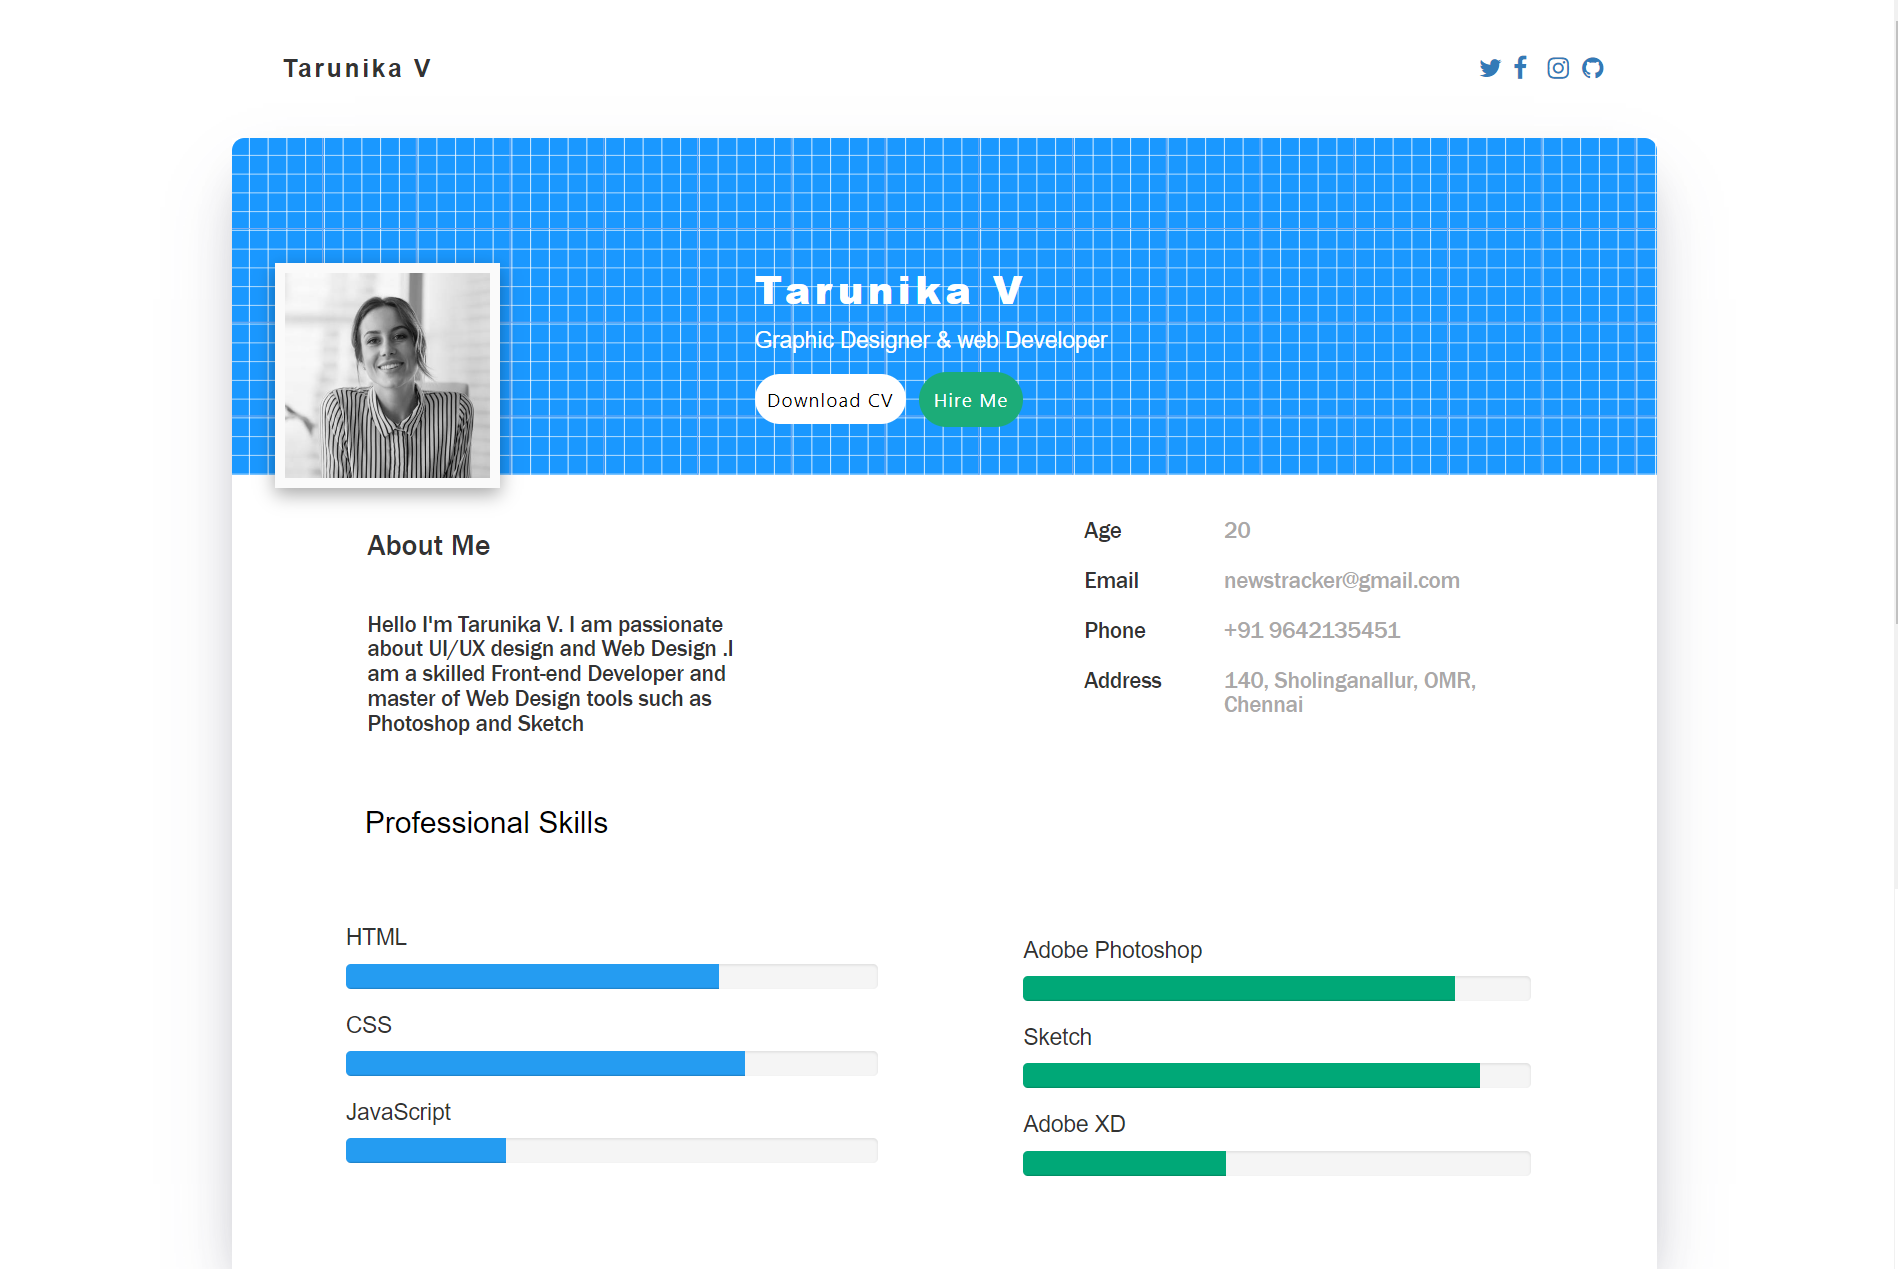 Tarunika V
Tarunika V
Graphic Designer & web Developer
Download CV
Hire Me
About Me
Hello I'm Tarunika V. I am passionate
about UI/UX design and Web Design .I
am a skilled Front-end Developer and
master of Web Design tools such as
Photoshop and Sketch
Age 20
Email newstracker@gmail.com
Phone +91 9642135451
Address 140, Sholinganallur, OMR,
Chennai
Professional Skills
HTML
CSS
JavaScript
Adobe Photoshop
Sketch
Adobe XD